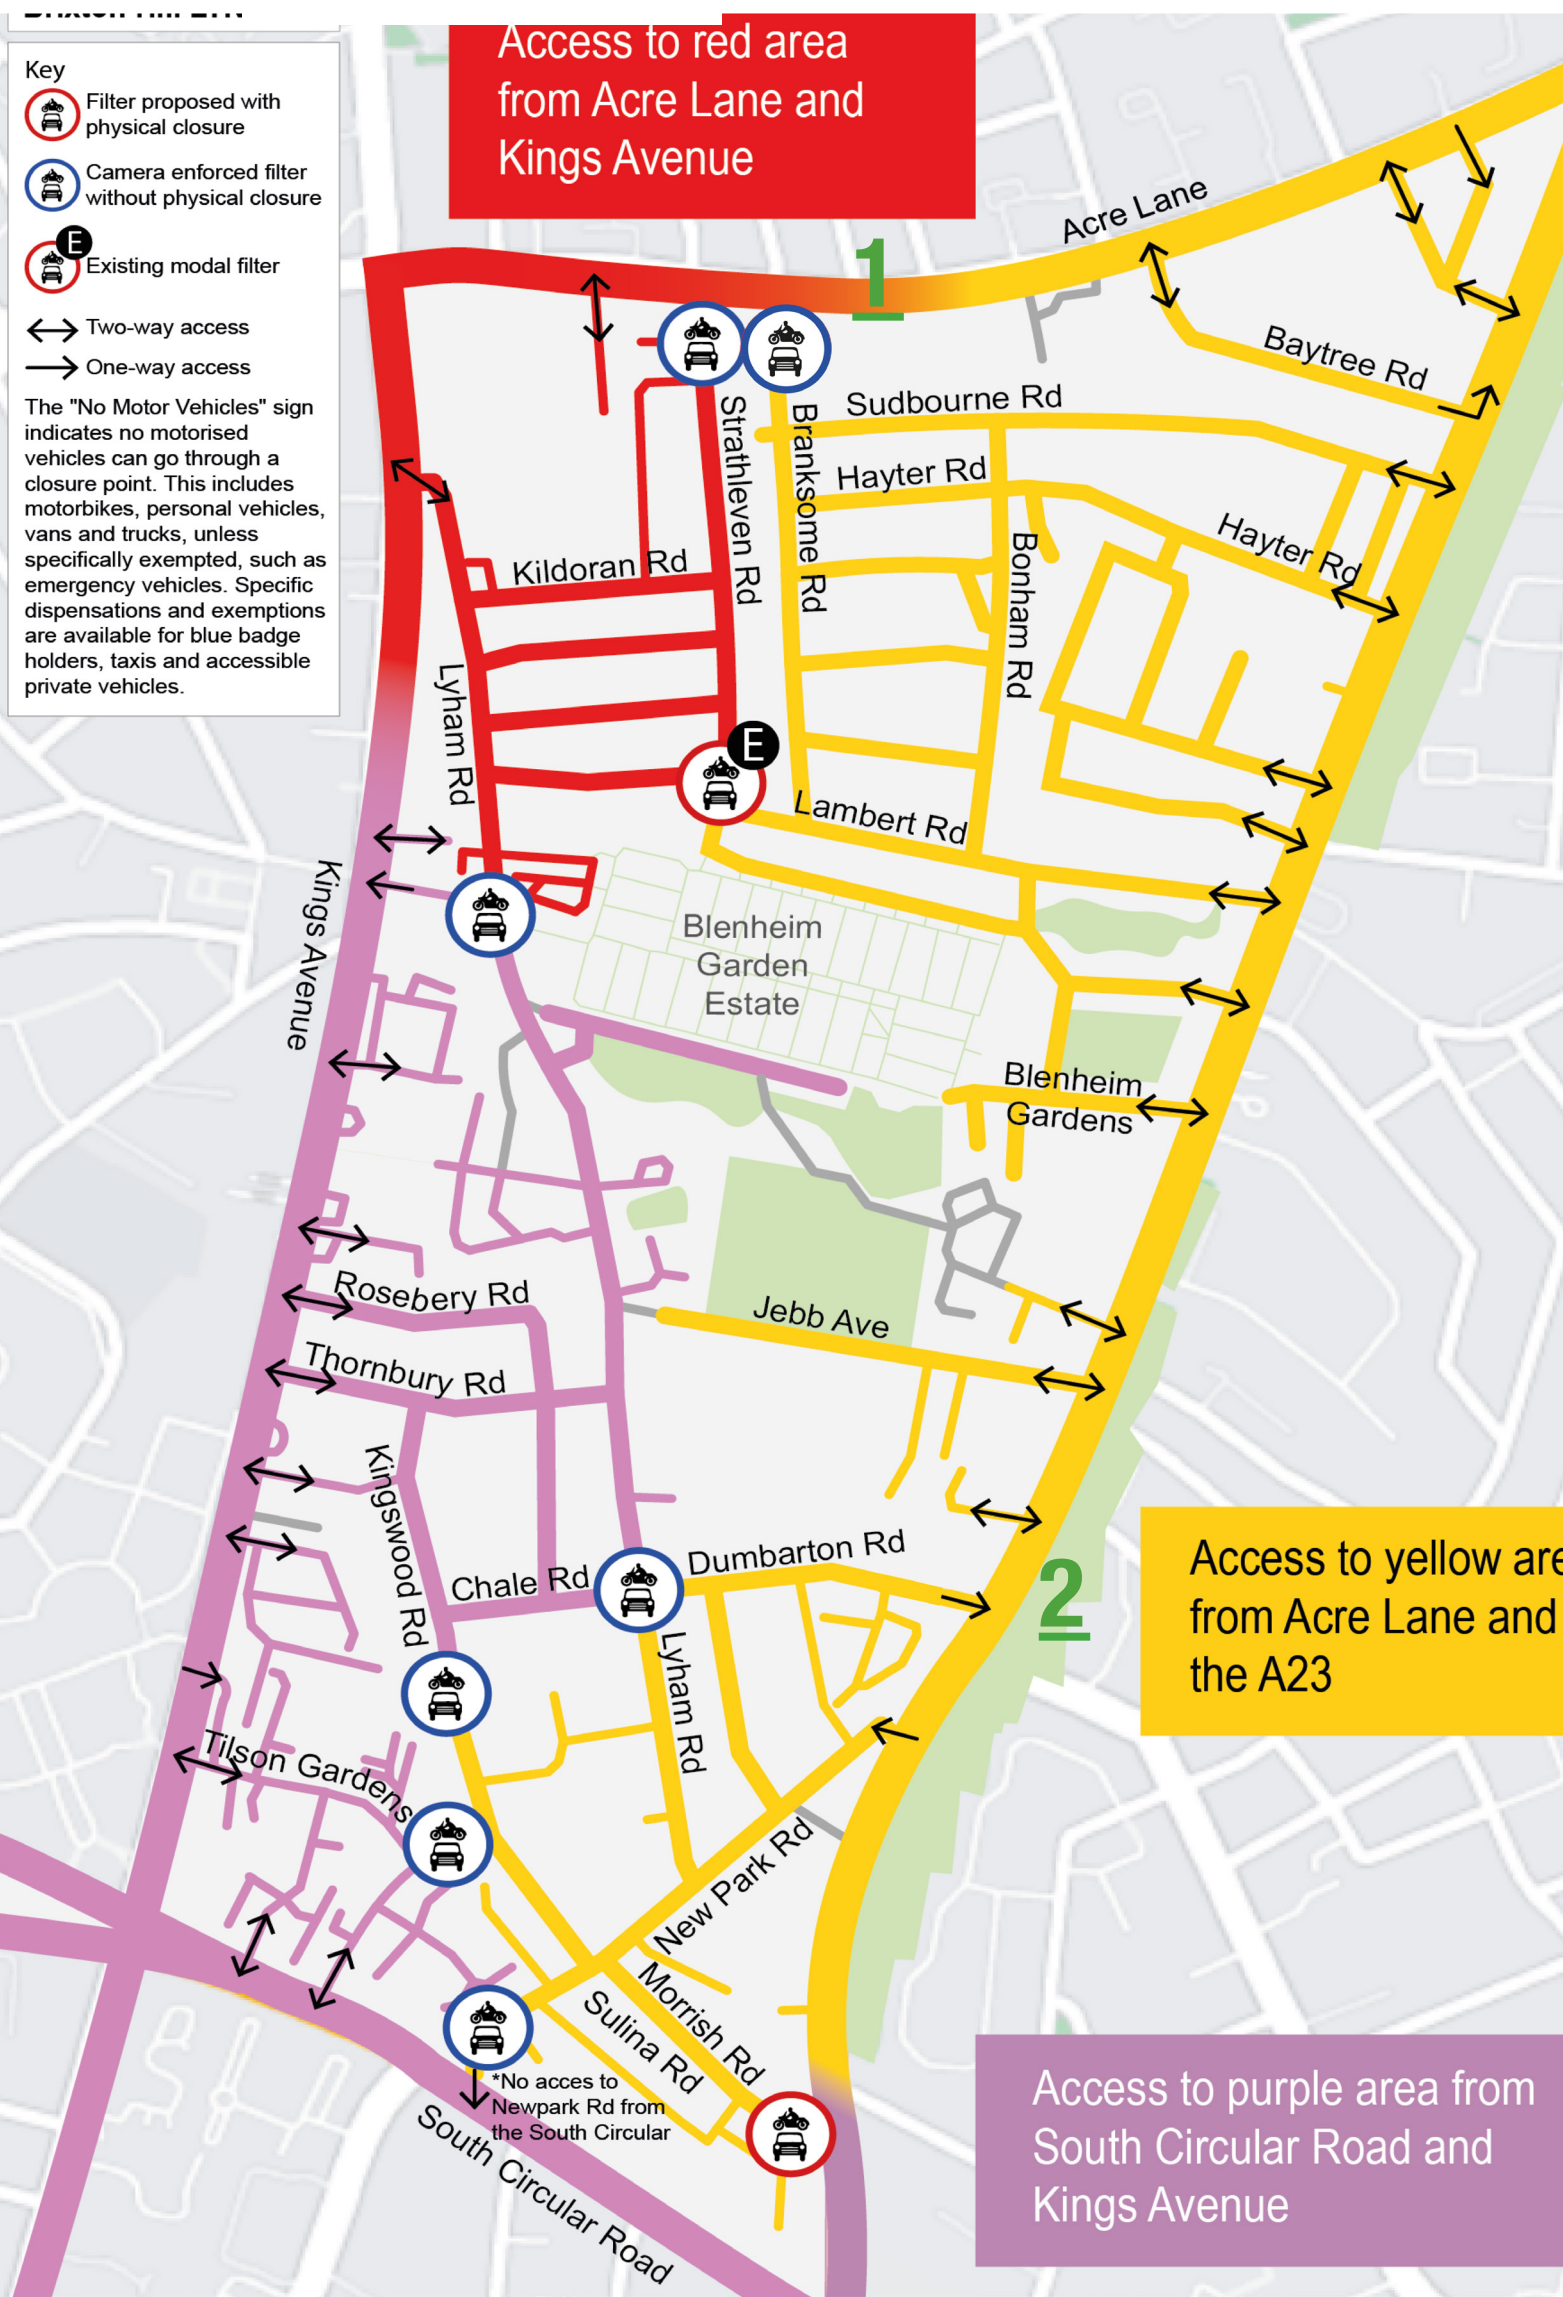 Key
Filter proposed with
physical closure
Camera enforced filter
without physical closure
E
Existing modal filter
Two-way access
One-way access
The "No Motor Vehicles" sign
indicates no motorised
vehicles can go through a
closure point. This includes
motorbikes, personal vehicles,
vans and trucks, unless
specifically exempted, such as
emergency vehicles. Specific
dispensations and exemptions
are available for blue badge
holders, taxis and accessible
private vehicles.
Access to red area
from Acre Lane and
Kings Avenue
1
Acre Lane
Baytree Rd
Sudbourne Rd
Strathleven Rd
Branksome Rd
Hayter Rd
Hayter Rd
Kildoran Rd
Bonham Rd
Lyham Rd
E
Lambert Rd
Kings Avenue
Blenheim
Garden
Estate
Blenheim
Gardens
Rosebery Rd
Jebb Ave
Thornbury Rd
Kingswood Rd
Chale Rd
Dumbarton Rd
2
Access to yellow are
from Acre Lane and
the A23
Lyham Rd
Tilson Gardens
New Park Rd
Morrish Rd
Sulina Rd
*No acces to
Newpark Rd from
the South Circular
South Circular Road
Access to purple area from
South Circular Road and
Kings Avenue